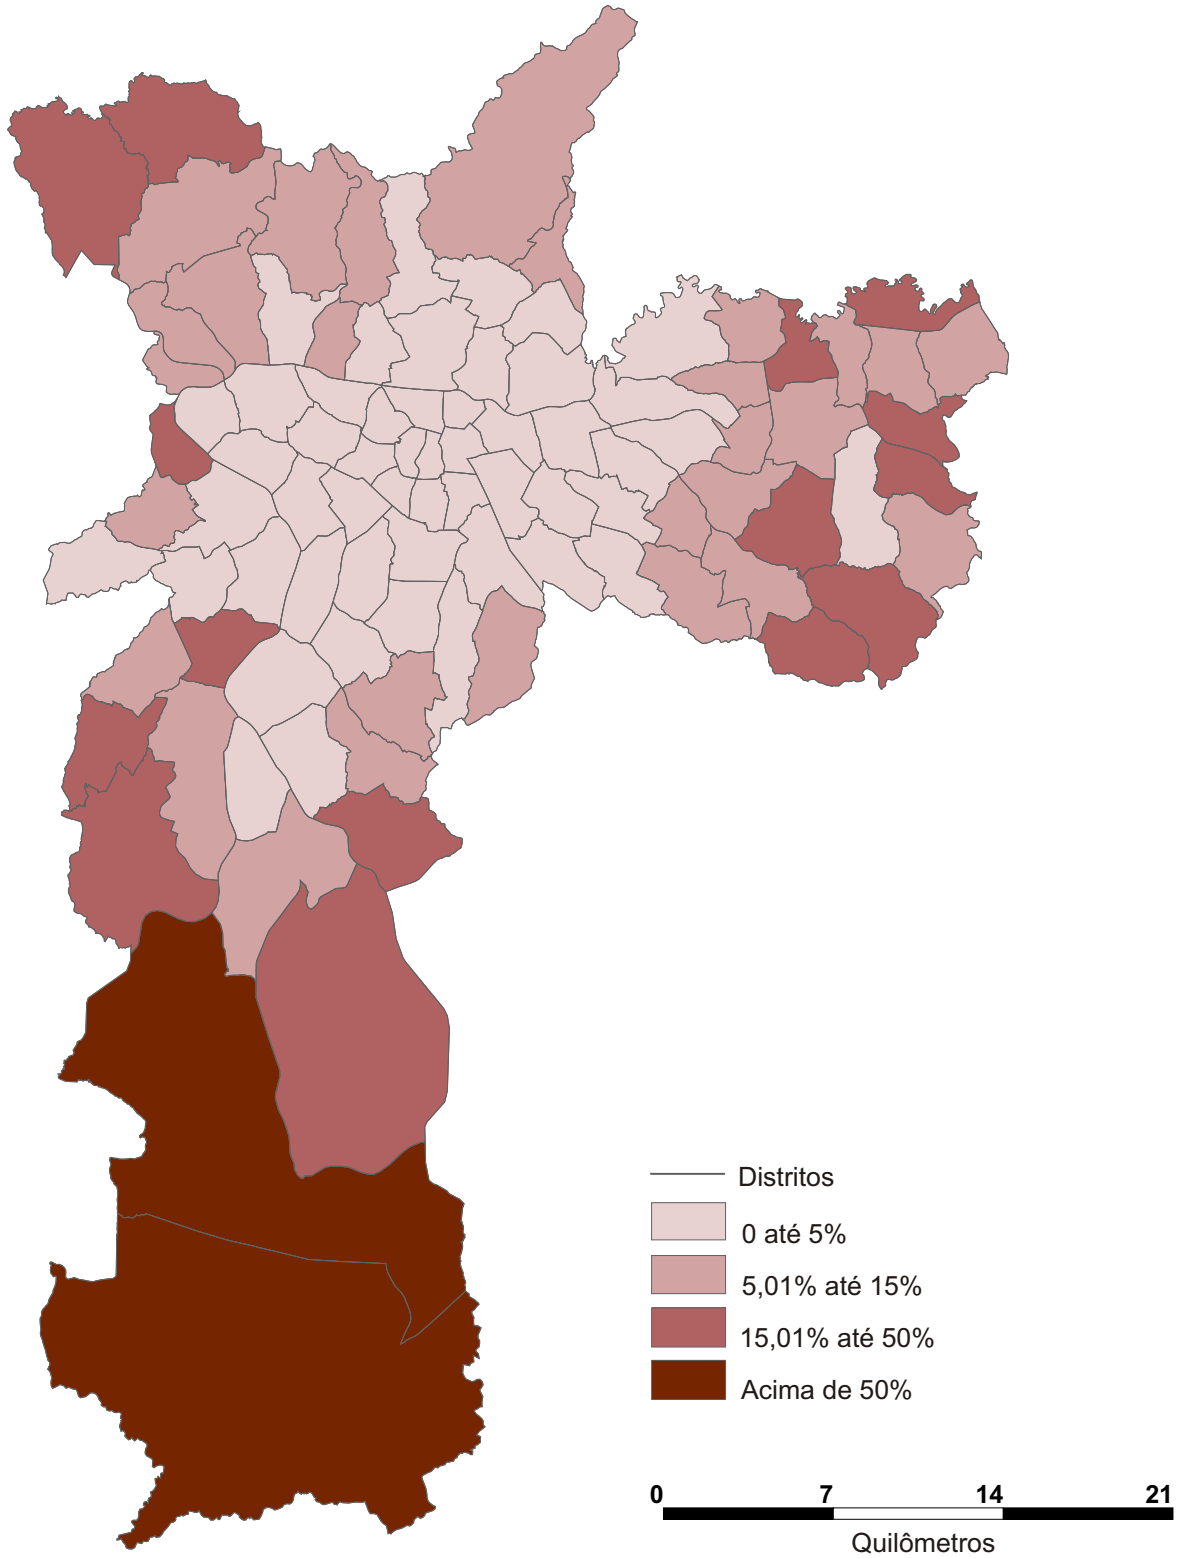 Distritos
0 até 5%
5,01% até 15%
15,01% até 50%
Acima de 50%
0 7 14 21
Quilômetros